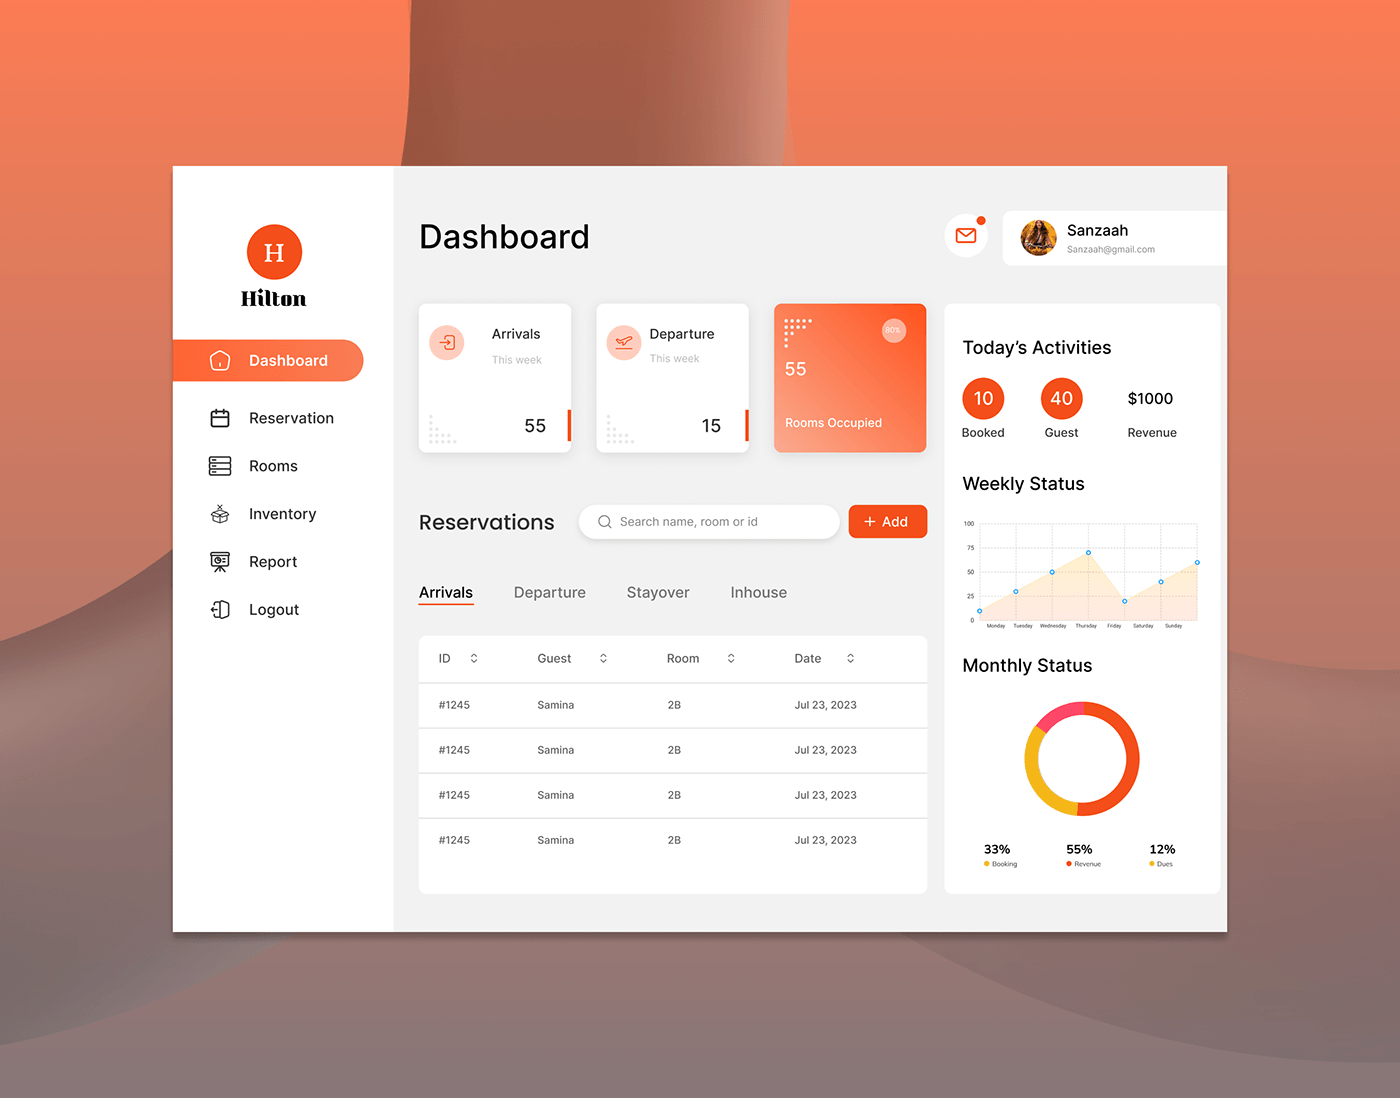 H
Hilton
Dashboard
Reservation
Rooms
Inventory
Report
Logout
Dashboard
Sanzaah
Sanzaah@gmail.com
Arrivals
This week
55
Departure
This week
15
80%
55
Rooms Occupied
Reservations
Search name, room or id
+ Add
Arrivals Departure Stayover Inhouse
ID Guest Room Date
#1245 Samina 2B Jul 23, 2023
#1245 Samina 2B Jul 23, 2023
#1245 Samina 2B Jul 23, 2023
#1245 Samina 2B Jul 23, 2023
Today’s Activities
10 40 $1000
Booked Guest Revenue
Weekly Status
100
75
50
25
0
Monday Tuesday Wednesday Thursday Friday Saturday Sunday
Monthly Status
33% 55% 12%
Booking Revenue Dues